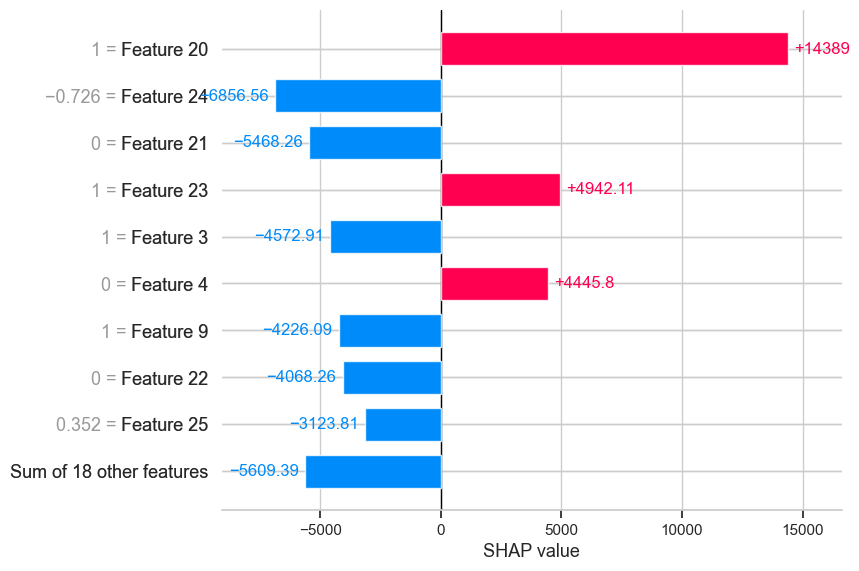 1 = Feature 20 +14389
−0.726 = Feature 24 −6856.56
0 = Feature 21 −5468.26
1 = Feature 23 +4942.11
1 = Feature 3 −4572.91
0 = Feature 4 +4445.8
1 = Feature 9 −4226.09
0 = Feature 22 −4068.26
0.352 = Feature 25 −3123.81
Sum of 18 other features −5609.39
−5000 0 5000 10000 15000
SHAP value